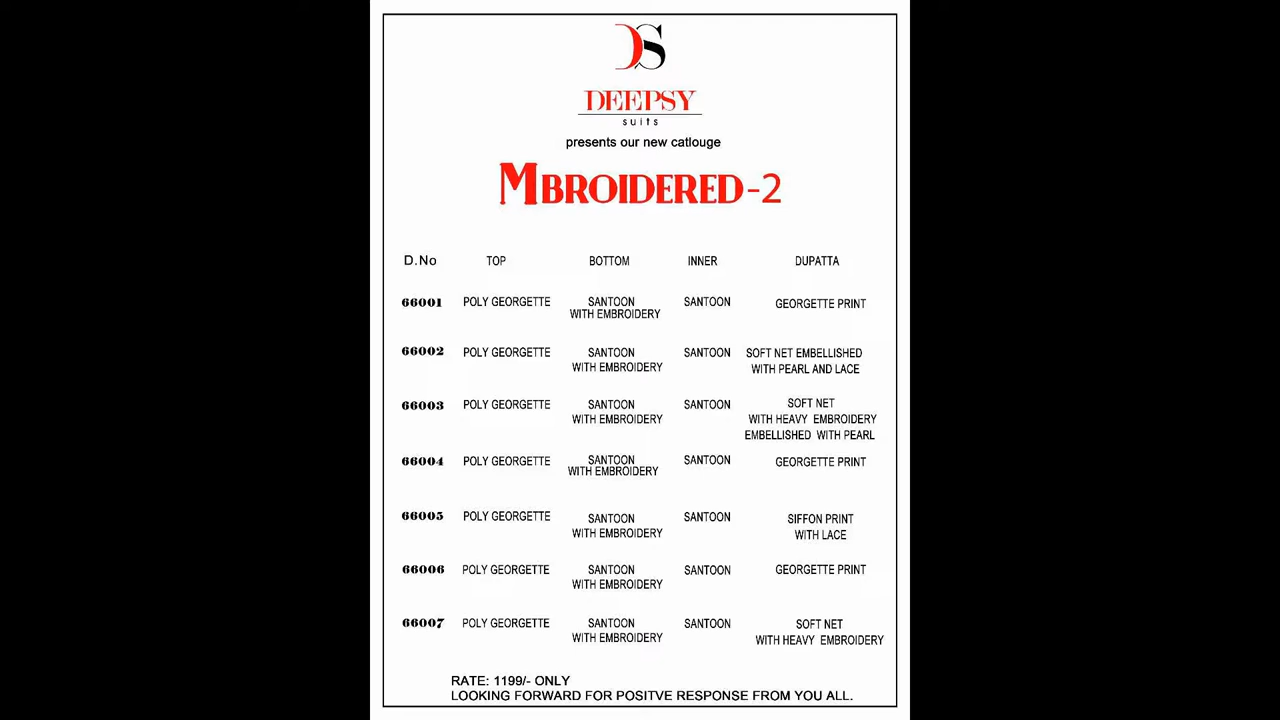 DS
DEEPSY
suits
presents our new catlouge
MBROIDERED-2
D.No TOP BOTTOM INNER DUPATTA
66001 POLY GEORGETTE SANTOON WITH EMBROIDERY SANTOON GEORGETTE PRINT
66002 POLY GEORGETTE SANTOON WITH EMBROIDERY SANTOON SOFT NET EMBELLISHED WITH PEARL AND LACE
66003 POLY GEORGETTE SANTOON WITH EMBROIDERY SANTOON SOFT NET WITH HEAVY EMBROIDERY EMBELLISHED WITH PEARL
66004 POLY GEORGETTE SANTOON WITH EMBROIDERY SANTOON GEORGETTE PRINT
66005 POLY GEORGETTE SANTOON WITH EMBROIDERY SANTOON SIFFON PRINT WITH LACE
66006 POLY GEORGETTE SANTOON WITH EMBROIDERY SANTOON GEORGETTE PRINT
66007 POLY GEORGETTE SANTOON WITH EMBROIDERY SANTOON SOFT NET WITH HEAVY EMBROIDERY
RATE: 1199/- ONLY
LOOKING FORWARD FOR POSITVE RESPONSE FROM YOU ALL.